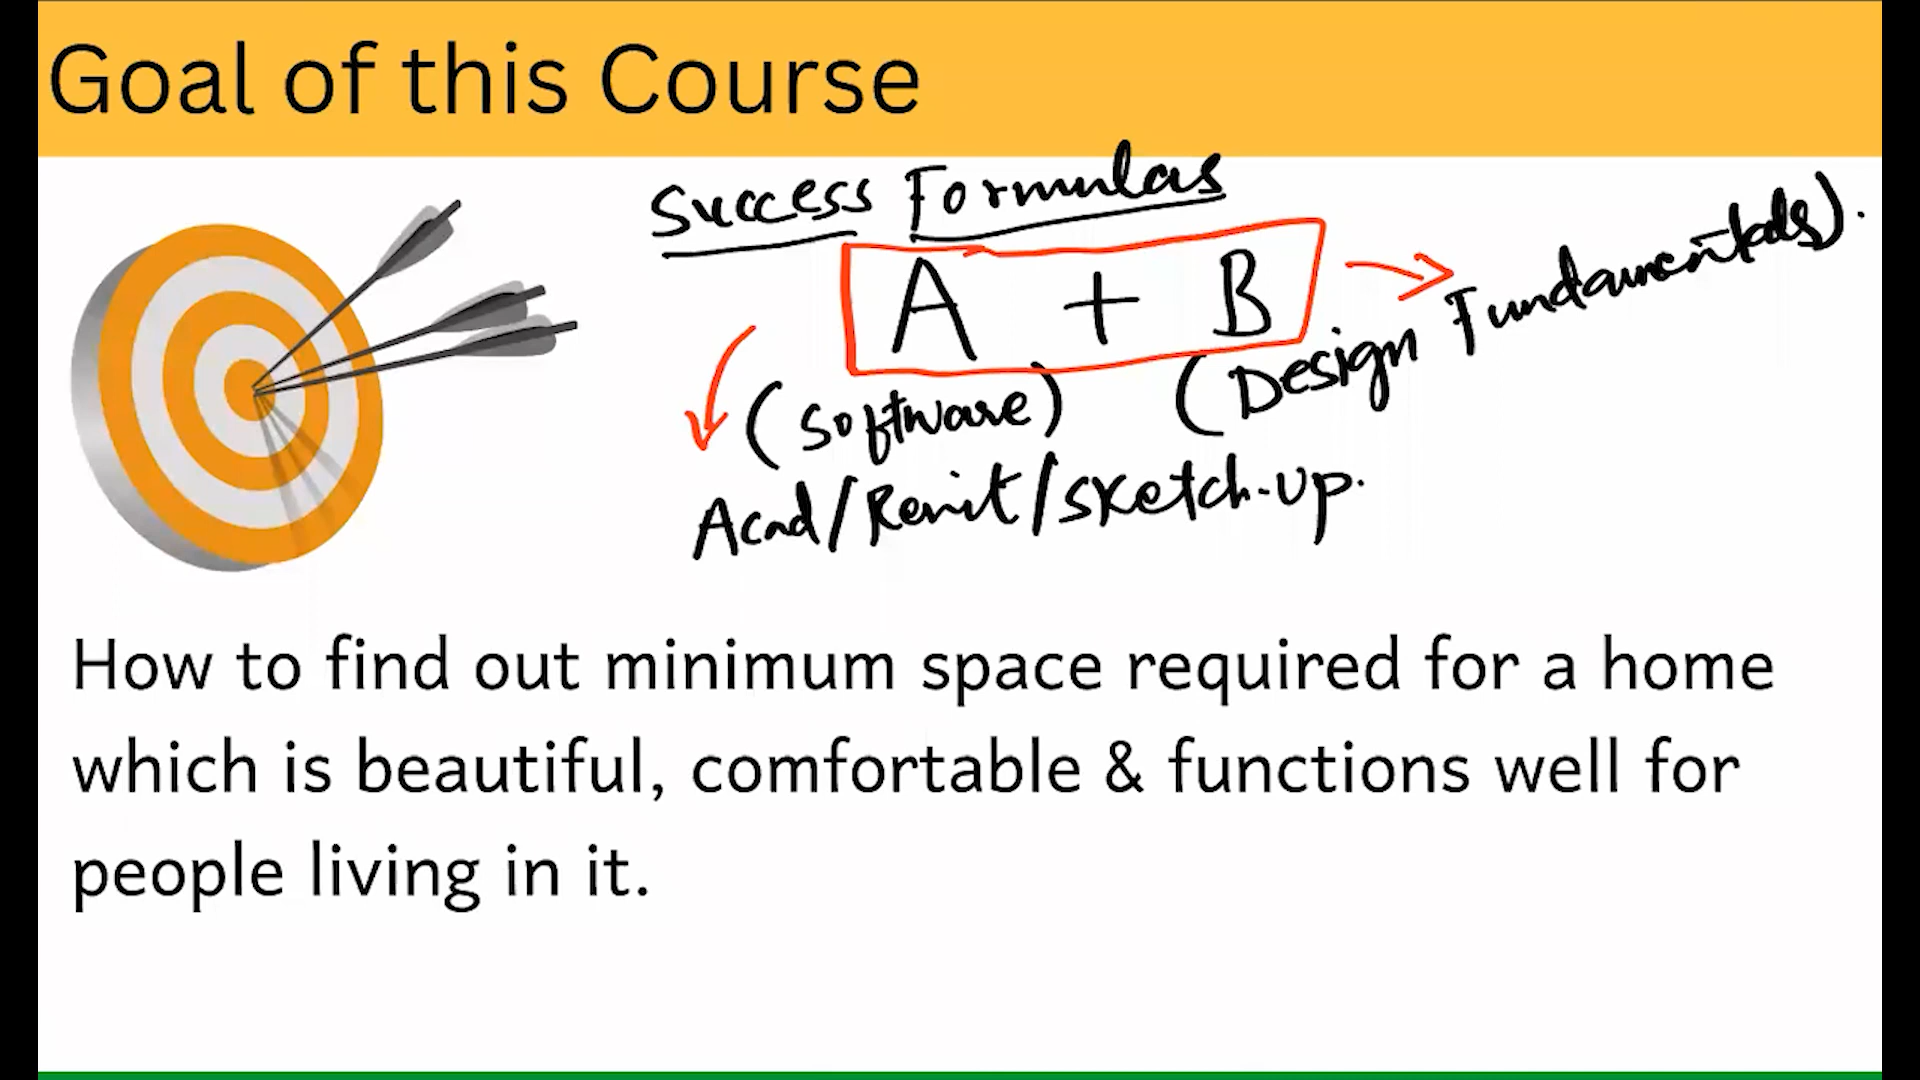 Goal of this Course
Success Formulas
A + B
(Software) (Design Fundamentals).
Acad/Revit/Sketch-up.
How to find out minimum space required for a home
which is beautiful, comfortable & functions well for
people living in it.